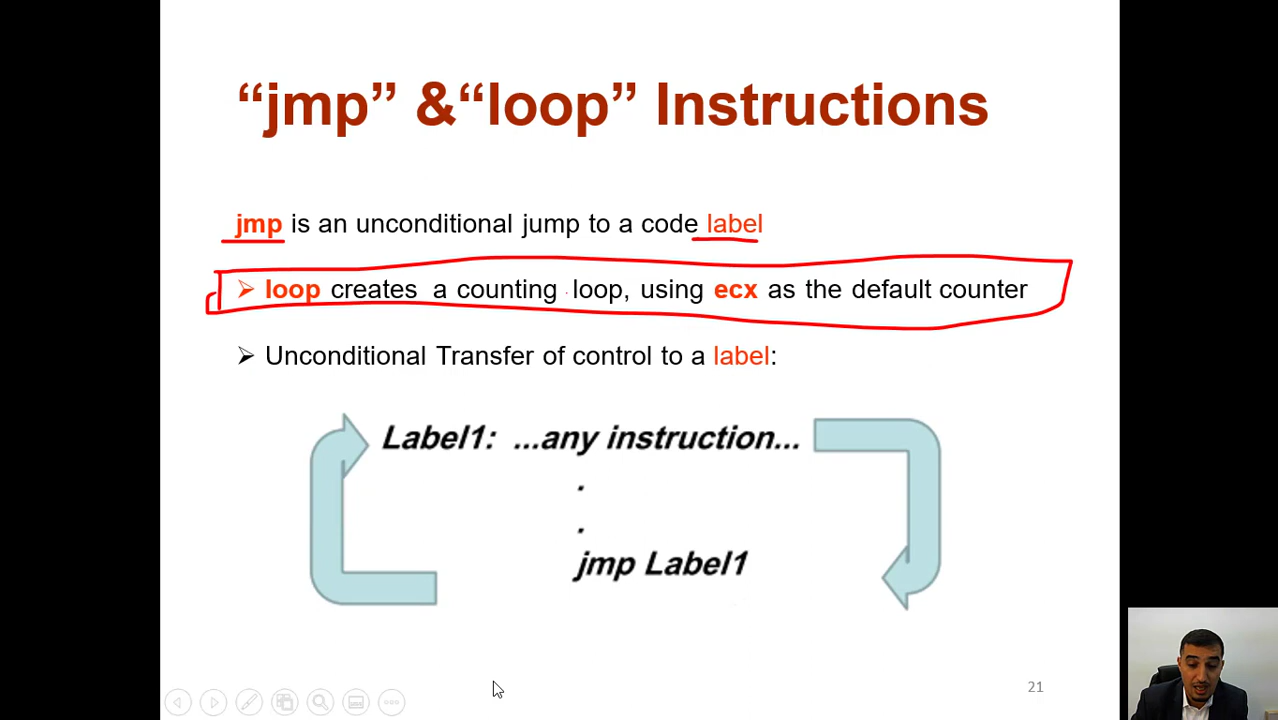 “jmp” &“loop” Instructions
jmp is an unconditional jump to a code label
➢ loop creates a counting loop, using ecx as the default counter
➢ Unconditional Transfer of control to a label:
Label1: ...any instruction...
.
.
jmp Label1
21